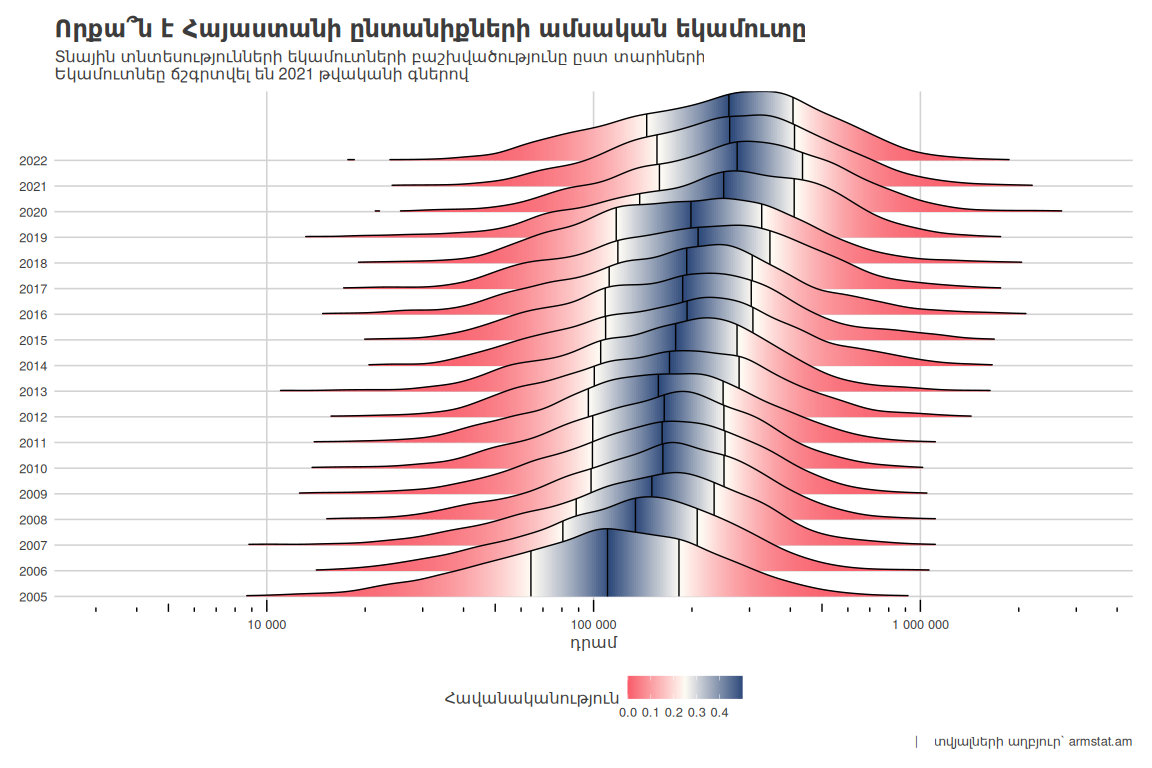 Որքա՞ն է Հայաստանի ընտանիքների ամսական եկամուտը
Տնային տնտեսությունների եկամուտների բաշխվածությունը ըստ տարիների
Եկամուտնեը ճշգրտվել են 2021 թվականի գներով
2022
2021
2020
2019
2018
2017
2016
2015
2014
2013
2012
2011
2010
2009
2008
2007
2006
2005
10 000 100 000 1 000 000
դրամ
Հավանականություն
0.0 0.1 0.2 0.3 0.4
| տվյալների աղբյուր՝ armstat.am